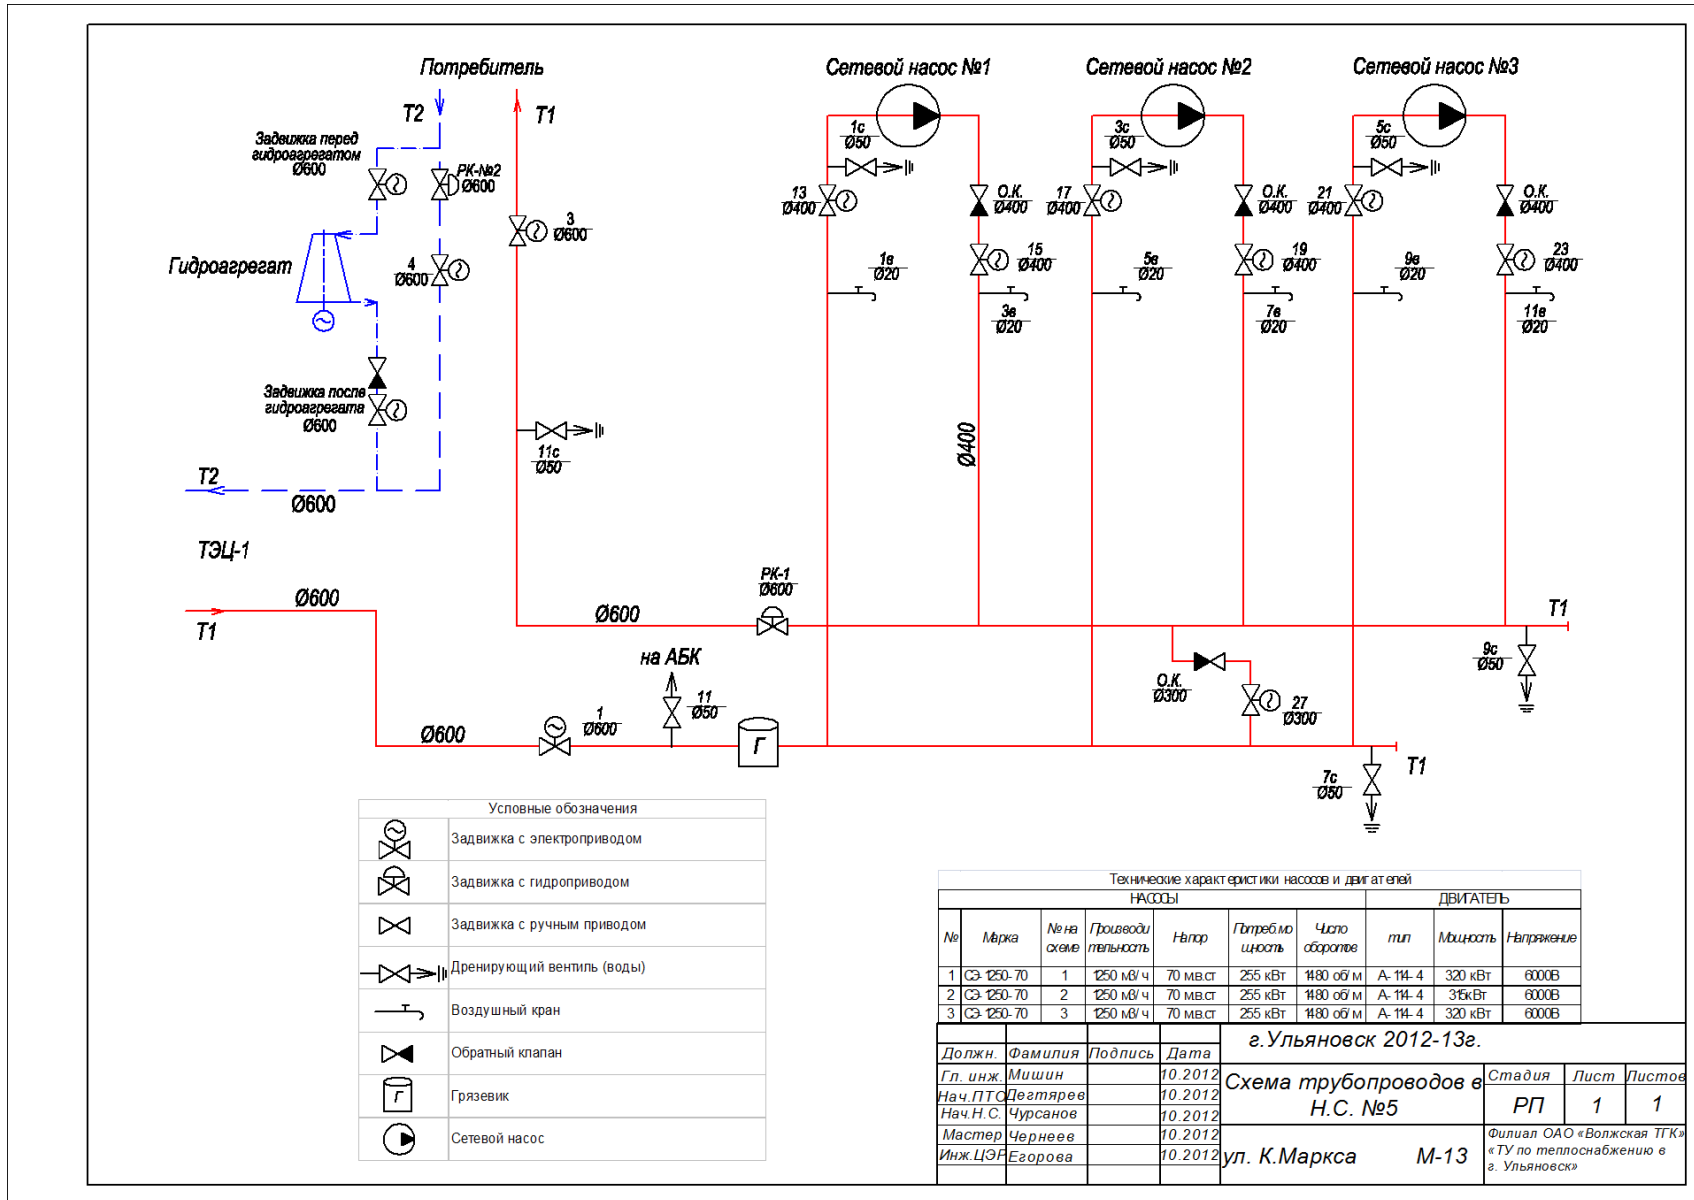 Потребитель
Сетевой насос №1
Сетевой насос №2
Сетевой насос №3
Т2
Т1
Задвижка перед
гидроагрегатом
Ø600
РК-№2
Ø600
3
Ø600
4
Ø600
Гидроагрегат
Задвижка после
гидроагрегата
Ø600
Т2
Ø600
ТЭЦ-1
Ø600
Т1
11с
Ø50
1с
Ø50
13
Ø400
О.К.
Ø400
1в
Ø20
15
Ø400
3в
Ø20
Ø400
3с
Ø50
17
Ø400
О.К.
Ø400
5в
Ø20
19
Ø400
7в
Ø20
5с
Ø50
21
Ø400
О.К.
Ø400
9в
Ø20
23
Ø400
11в
Ø20
РК-1
Ø600
Ø600
Т1
на АБК
11
Ø50
1
Ø600
Ø600
Г
О.К.
Ø300
27
Ø300
9с
Ø50
7с
Ø50
Т1
Условные обозначения
Задвижка с электроприводом
Задвижка с гидроприводом
Задвижка с ручным приводом
Дренирующий вентиль (воды)
Воздушный кран
Обратный клапан
Г Грязевик
Сетевой насос
Технические характеристики насосов и двигателей
НАСОСЫ ДВИГАТЕЛЬ
№ Марка № на схеме Производительность Напор Потреб.мощность Число оборотов тип Мощность Напряжение
1 СЭ-1250-70 1 1250 м3/ч 70 м.в.ст 255 кВт 1480 об/м А-114-4 320 кВт 6000В
2 СЭ-1250-70 2 1250 м3/ч 70 м.в.ст 255 кВт 1480 об/м А-114-4 315кВт 6000В
3 СЭ-1250-70 3 1250 м3/ч 70 м.в.ст 255 кВт 1480 об/м А-114-4 320 кВт 6000В
г.Ульяновск 2012-13г.
Должн. Фамилия Подпись Дата
Гл. инж. Мишин 10.2012
Нач.ПТО Дегтярев 10.2012
Нач.Н.С. Чурсанов 10.2012
Мастер Чернеев 10.2012
Инж.ЦЭР Егорова 10.2012
Схема трубопроводов в
Н.С. №5
Стадия Лист Листов
РП 1 1
ул. К.Маркса М-13
Филиал ОАО «Волжская ТГК»
«ТУ по теплоснабжению в
г. Ульяновск»